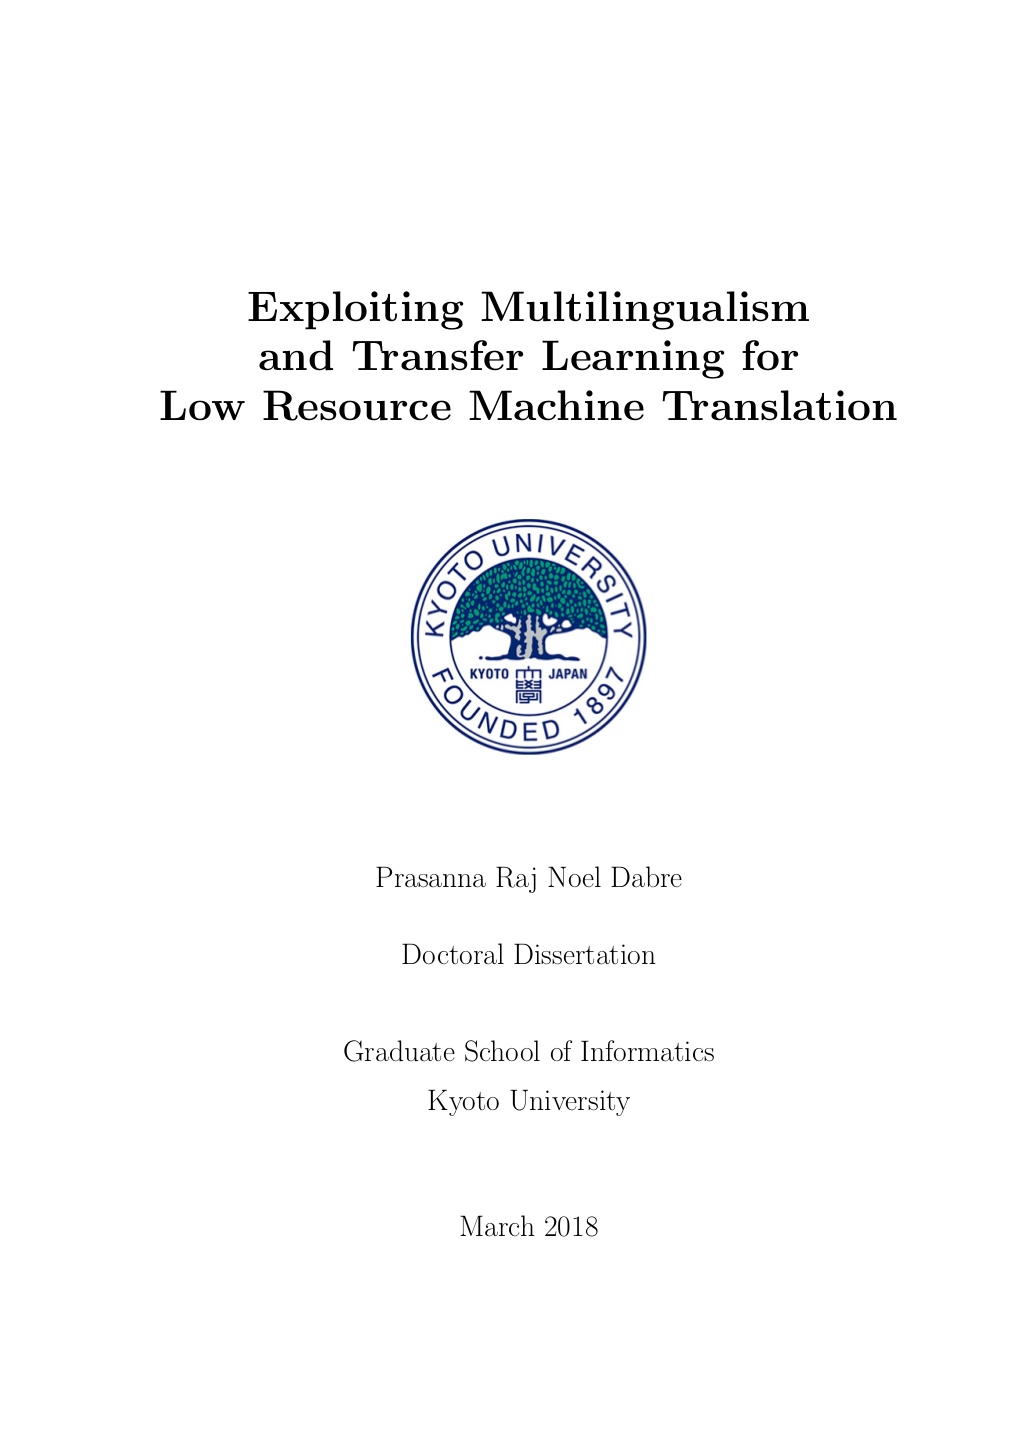 Exploiting Multilingualism
and Transfer Learning for
Low Resource Machine Translation
KYOTO UNIVERSITY
KYOTO 大學 JAPAN
FOUNDED 1897
Prasanna Raj Noel Dabre
Doctoral Dissertation
Graduate School of Informatics
Kyoto University
March 2018